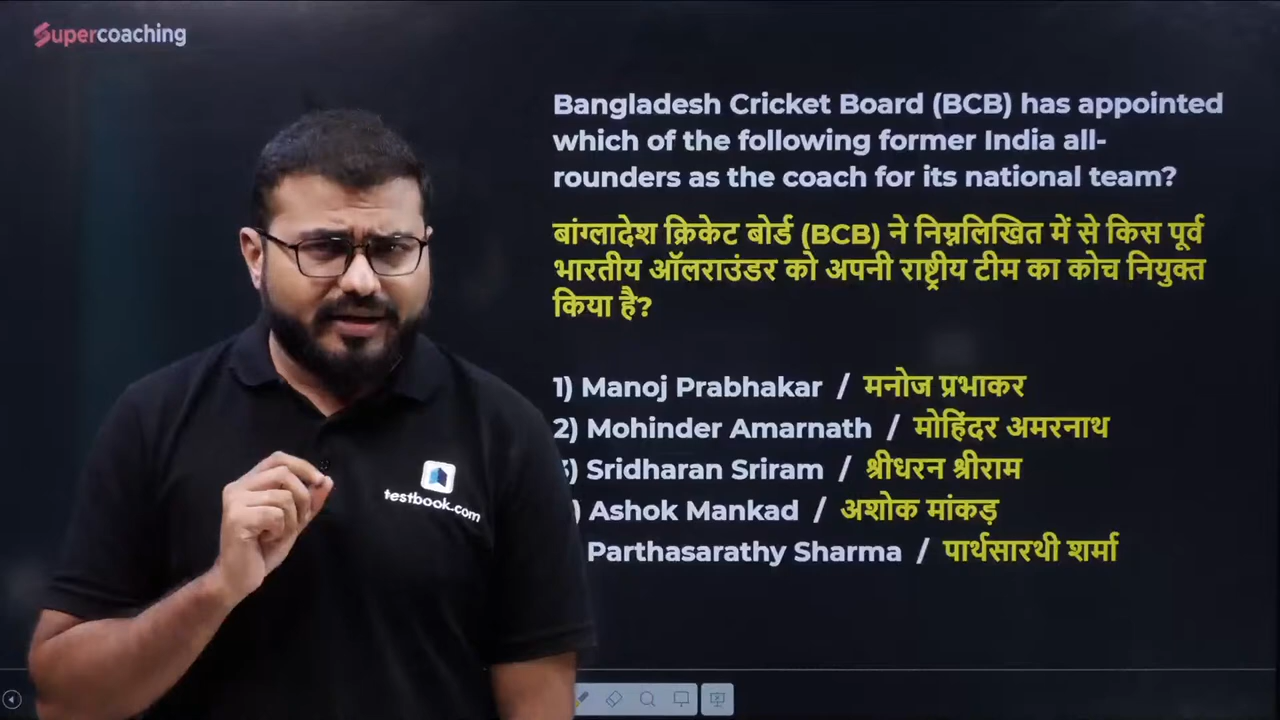 Supercoaching
Bangladesh Cricket Board (BCB) has appointed
which of the following former India all-
rounders as the coach for its national team?
बांग्लादेश क्रिकेट बोर्ड (BCB) ने निम्नलिखित में से किस पूर्व
भारतीय ऑलराउंडर को अपनी राष्ट्रीय टीम का कोच नियुक्त
किया है?
1) Manoj Prabhakar / मनोज प्रभाकर
2) Mohinder Amarnath / मोहिंदर अमरनाथ
3) Sridharan Sriram / श्रीधरन श्रीराम
) Ashok Mankad / अशोक मांकड़
Parthasarathy Sharma / पार्थसारथी शर्मा
testbook.com